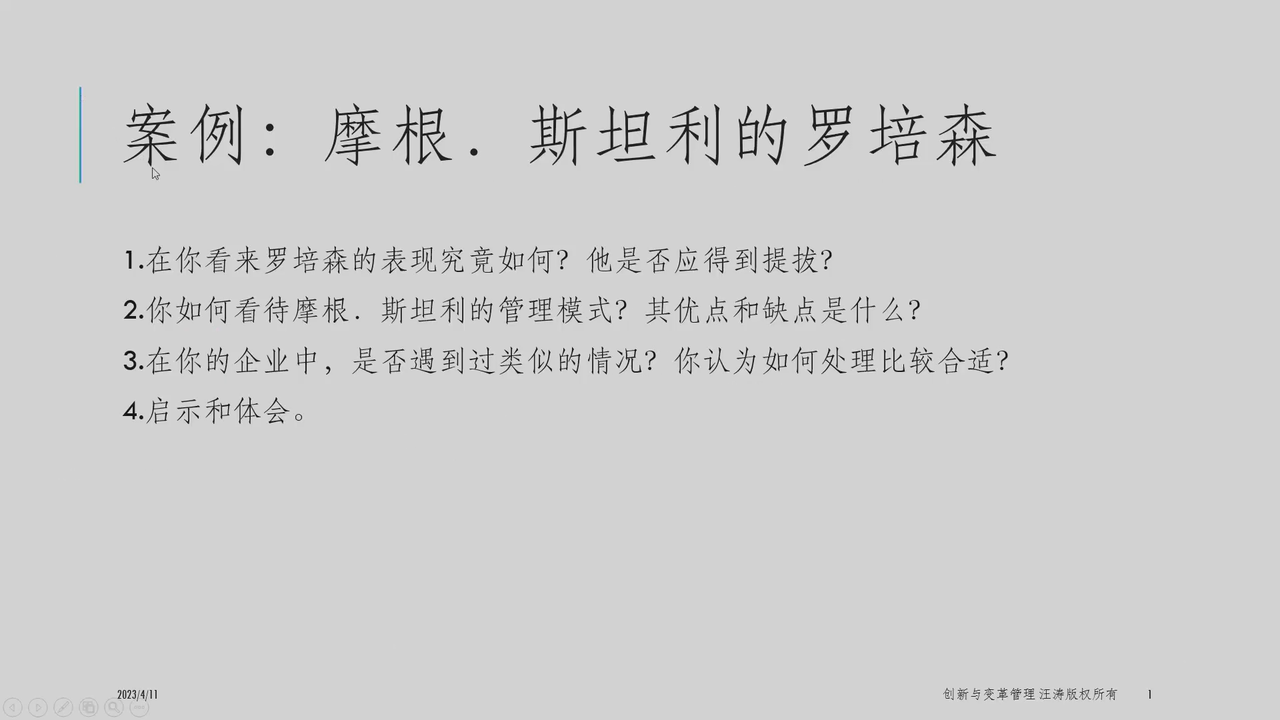 案例：摩根．斯坦利的罗培森
1.在你看来罗培森的表现究竟如何？他是否应得到提拔？
2.你如何看待摩根．斯坦利的管理模式？其优点和缺点是什么？
3.在你的企业中，是否遇到过类似的情况？你认为如何处理比较合适？
4.启示和体会。
2023/4/11
创新与变革管理 汪涛版权所有
1